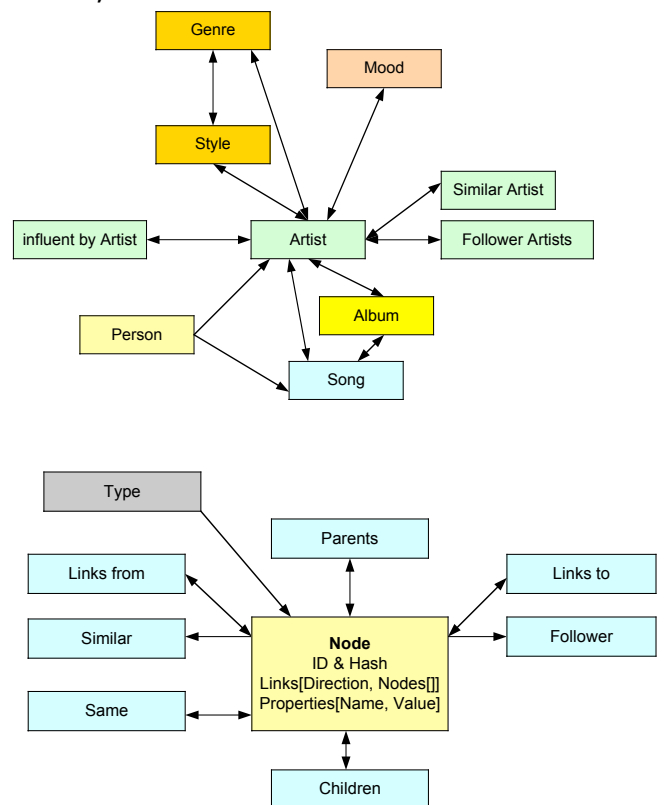 Genre
Mood
Style
Similar Artist
influent by Artist
Artist
Follower Artists
Album
Person
Song
Type
Parents
Links from
Links to
Similar
Node
ID & Hash
Links[Direction, Nodes[]]
Properties[Name, Value]
Follower
Same
Children